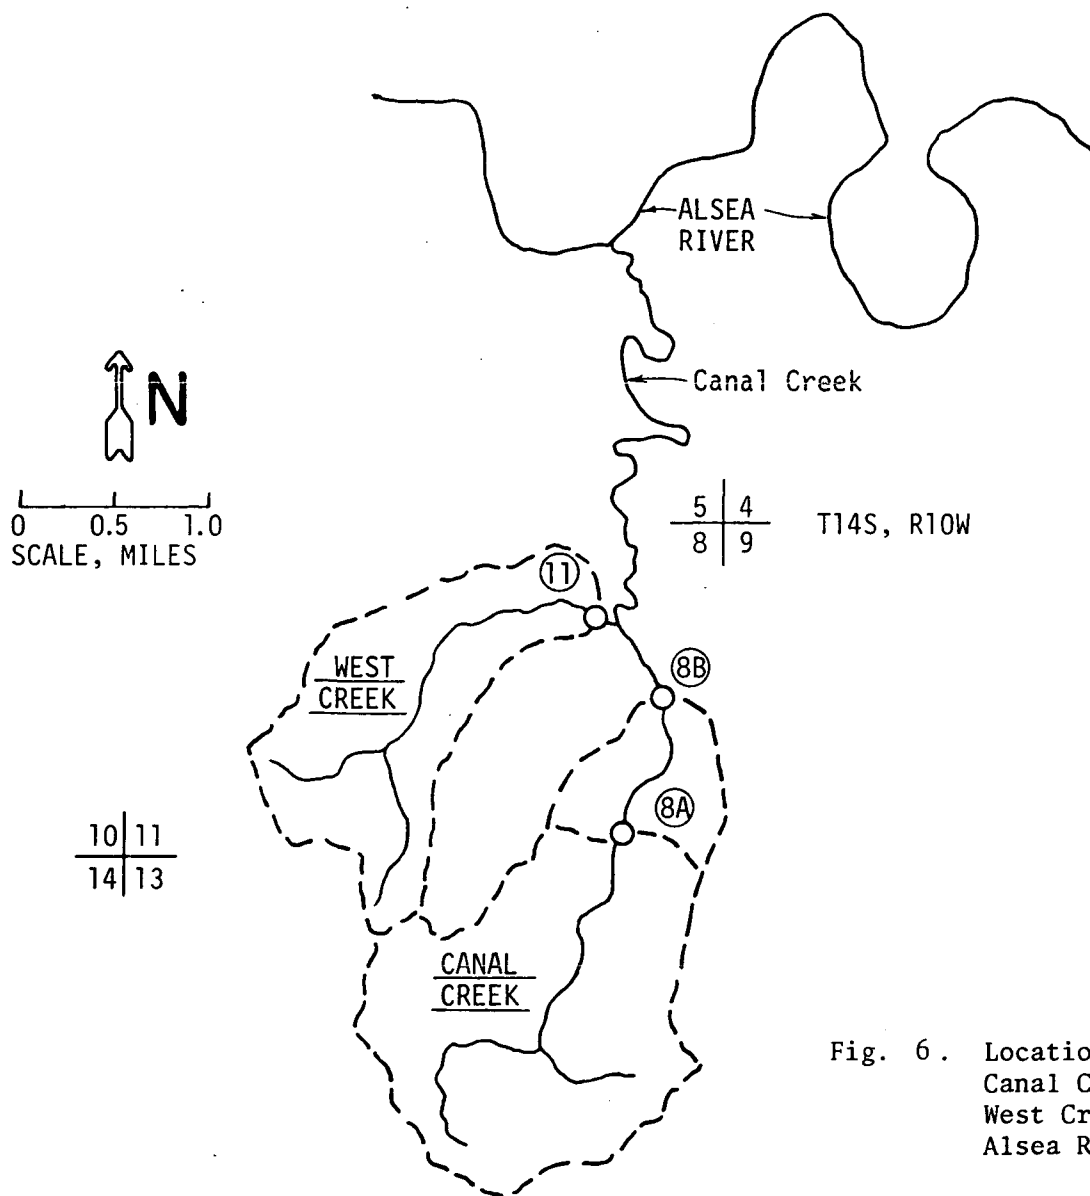 ALSEA
RIVER
Canal Creek
N
0 0.5 1.0
SCALE, MILES
5 4
8 9
T14S, R10W
11
8B
WEST
CREEK
8A
10 11
14 13
CANAL
CREEK
Fig. 6. Locatio
Canal C
West Cr
Alsea R